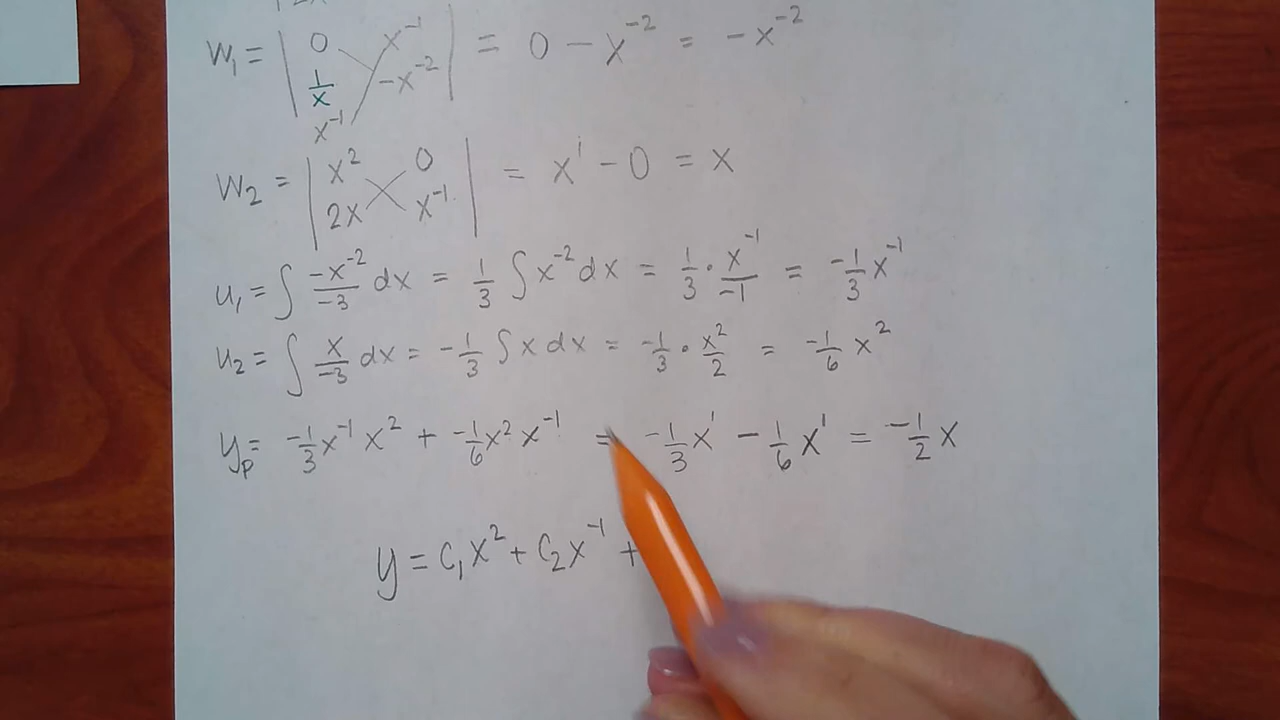 W₁ = | 0 x⁻¹ | = 0 - x⁻² = -x⁻²
| 1/x -x⁻² |
x⁻¹
W₂ = | x² 0 | = x¹ - 0 = x
| 2x x⁻¹ |
u₁ = ∫ -x⁻²/-3 dx = 1/3 ∫ x⁻² dx = 1/3 · x⁻¹/-1 = -1/3 x⁻¹
u₂ = ∫ x/-3 dx = -1/3 ∫ x dx = -1/3 · x²/2 = -1/6 x²
yₚ = -1/3 x⁻¹ x² + -1/6 x² x⁻¹ = -1/3 x¹ - 1/6 x¹ = -1/2 x
y = C₁x² + C₂x⁻¹ +